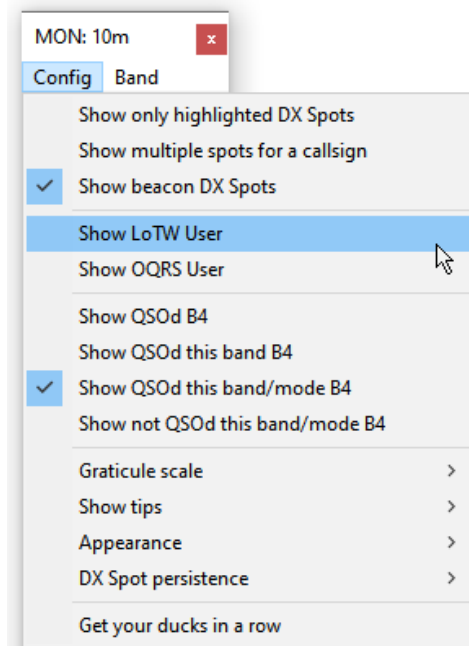 MON: 10m
x
Config Band
Show only highlighted DX Spots
Show multiple spots for a callsign
Show beacon DX Spots
Show LoTW User
Show OQRS User
Show QSOd B4
Show QSOd this band B4
Show QSOd this band/mode B4
Show not QSOd this band/mode B4
Graticule scale
Show tips
Appearance
DX Spot persistence
Get your ducks in a row